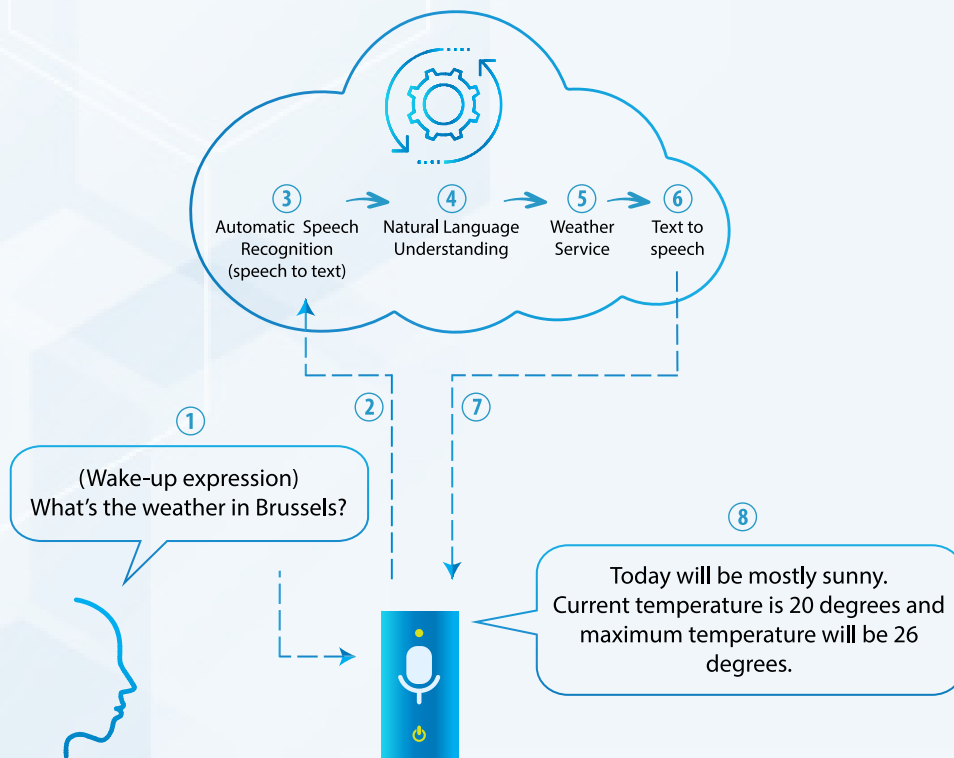 ③
Automatic Speech
Recognition
(speech to text)
④
Natural Language
Understanding
⑤
Weather
Service
⑥
Text to
speech
②
⑦
①
(Wake-up expression)
What's the weather in Brussels?
⑧
Today will be mostly sunny.
Current temperature is 20 degrees and
maximum temperature will be 26
degrees.